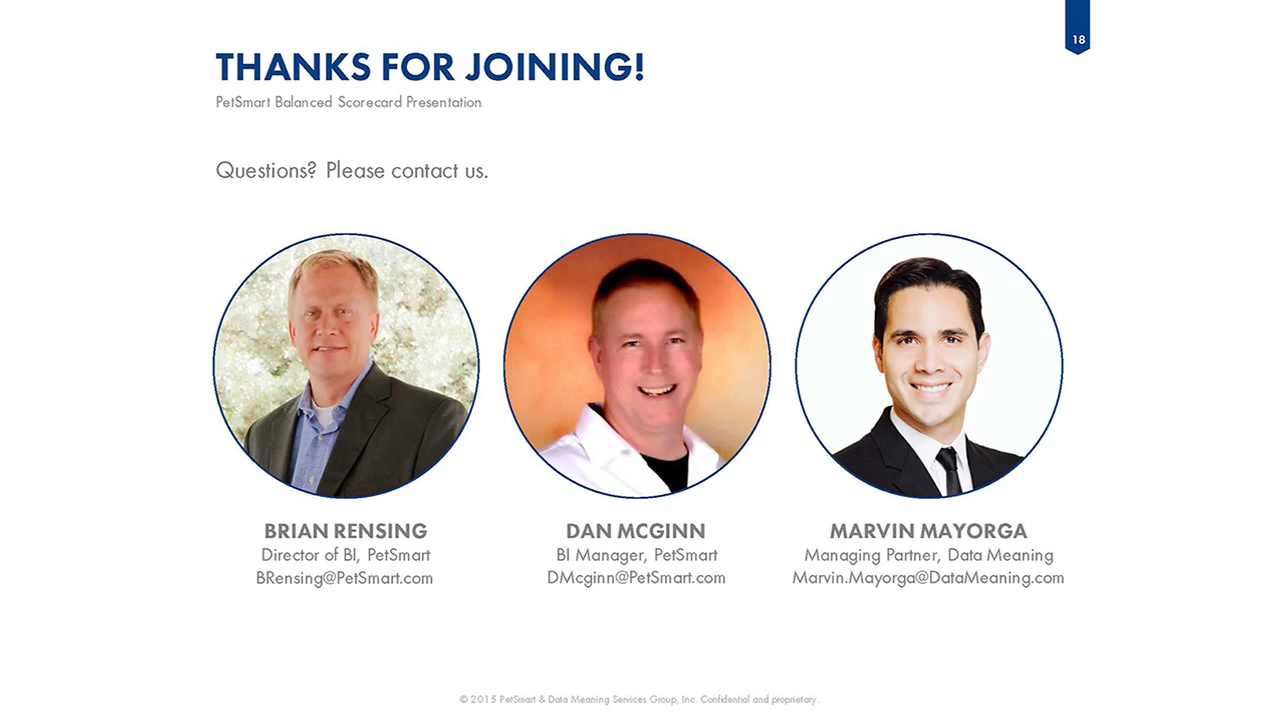 18
THANKS FOR JOINING!
PetSmart Balanced Scorecard Presentation
Questions? Please contact us.
BRIAN RENSING
Director of BI, PetSmart
BRensing@PetSmart.com
DAN MCGINN
BI Manager, PetSmart
DMcginn@PetSmart.com
MARVIN MAYORGA
Managing Partner, Data Meaning
Marvin.Mayorga@DataMeaning.com
© 2015 PetSmart & Data Meaning Services Group, Inc. Confidential and proprietary.